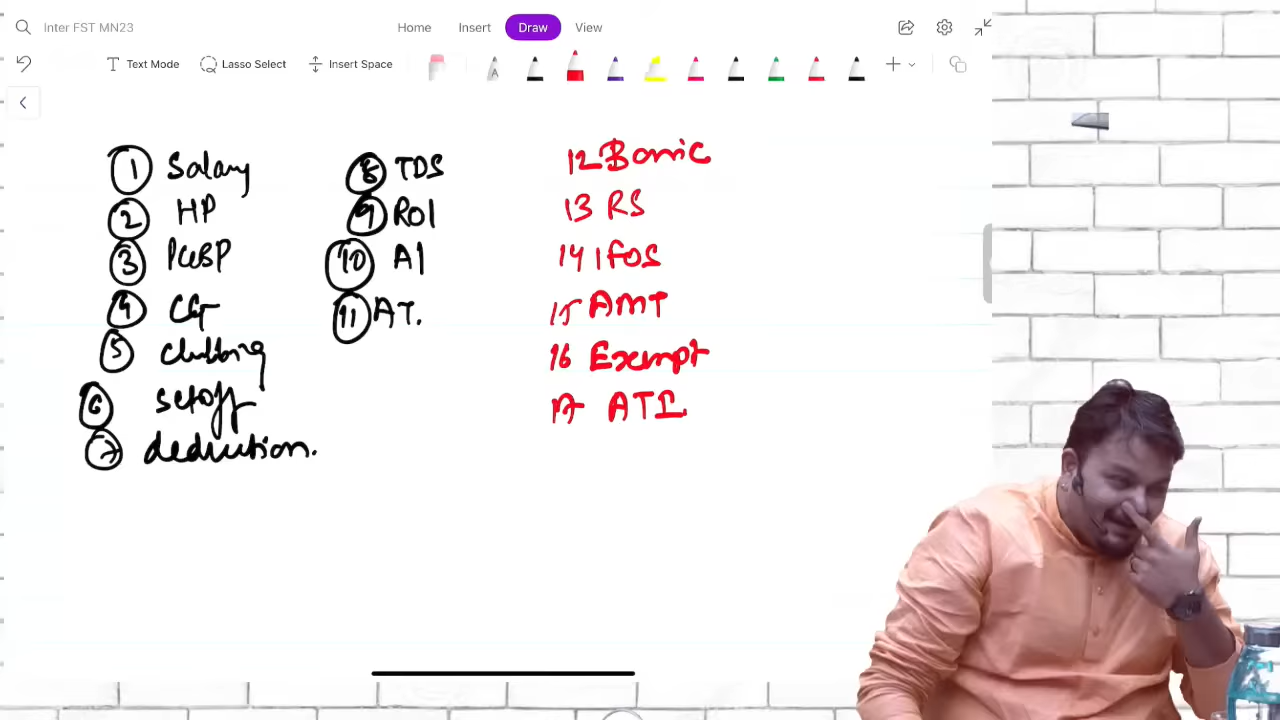 Inter FST MN23
Home Insert Draw View
Text Mode Lasso Select Insert Space
1 Salary
2 HP
3 PGBP
4 CG
5 clubbing
6 setoff
7 deduction.
8 TDS
9 ROI
10 AI
11 AT.
12 Basic
13 RS
14 IFOS
15 AMT
16 Exempt
17 ATI